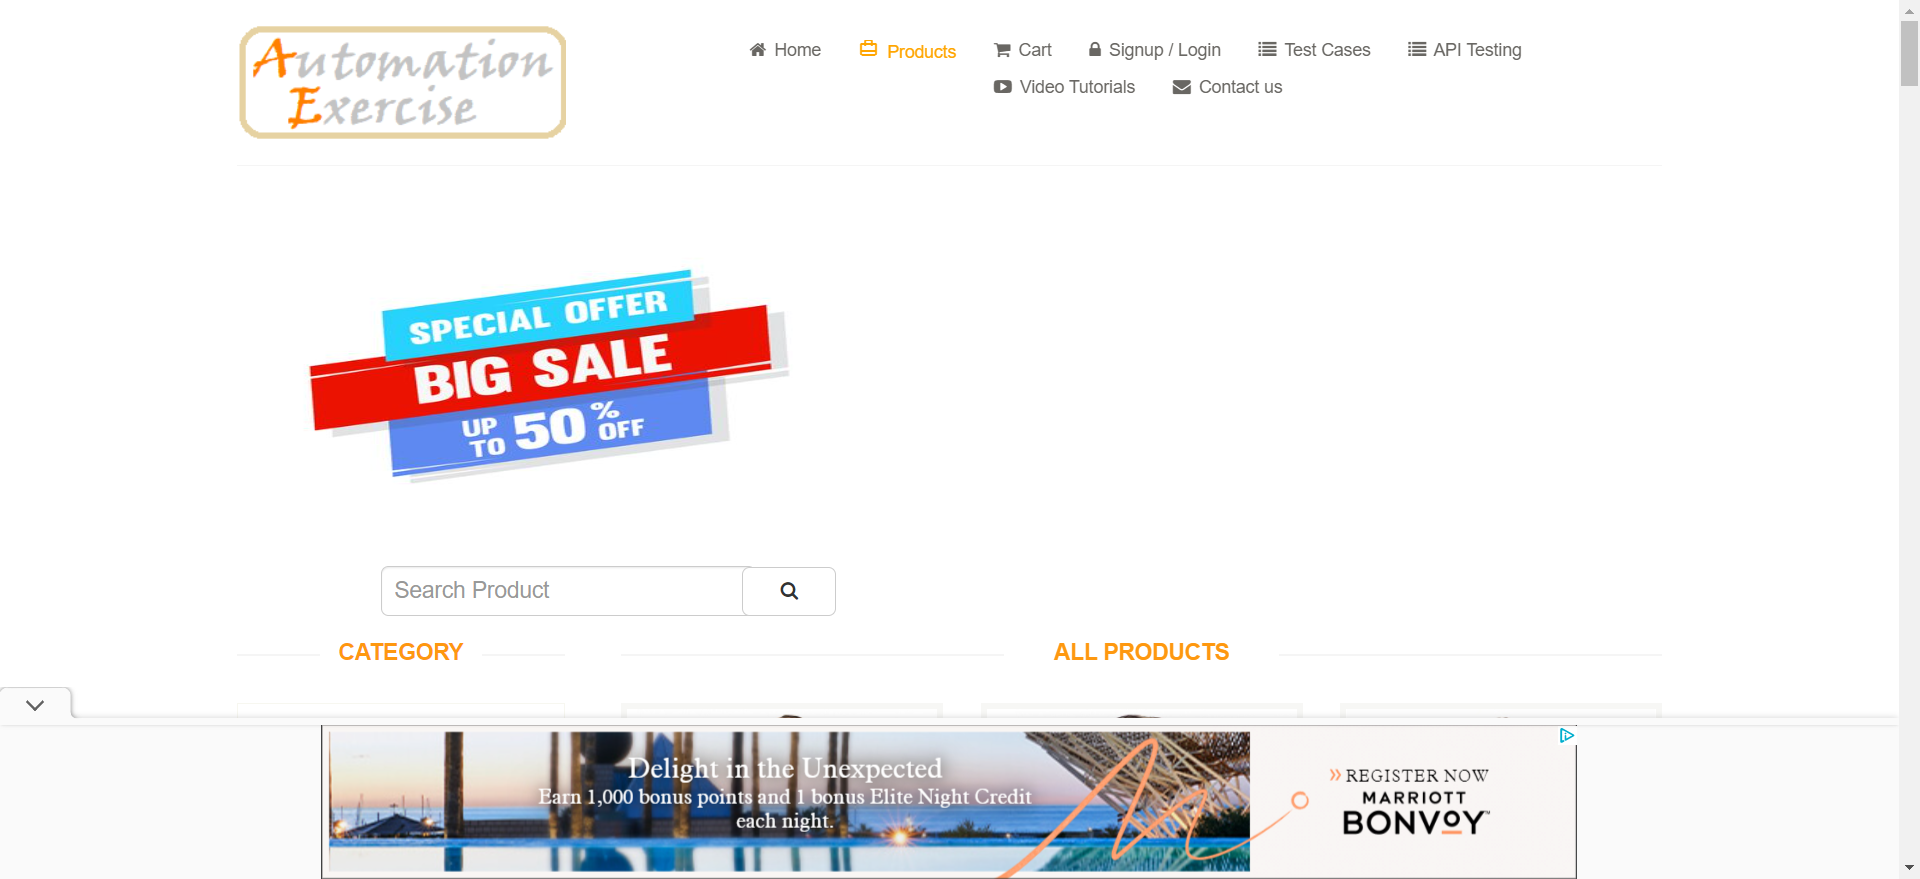 Automation
Exercise
Home
Products
Cart
Signup / Login
Test Cases
API Testing
Video Tutorials
Contact us
SPECIAL OFFER
BIG SALE
UP TO 50% OFF
Search Product
CATEGORY
ALL PRODUCTS
Delight in the Unexpected
Earn 1,000 bonus points and 1 bonus Elite Night Credit
each night.
REGISTER NOW
MARRIOTT
BONVOY™